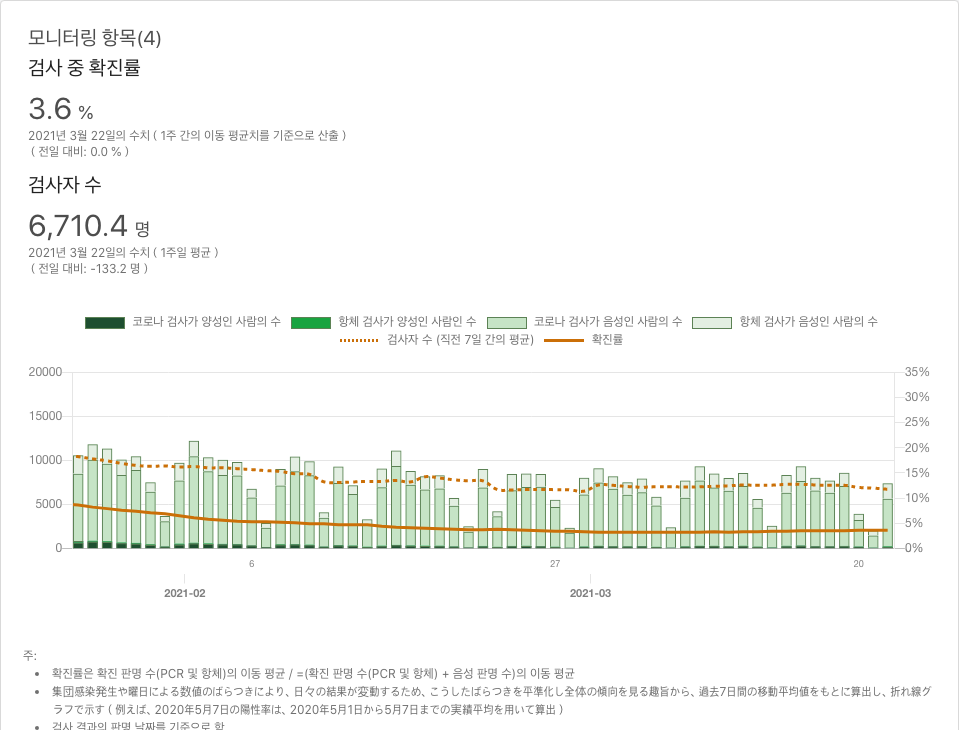 모니터링 항목(4)
검사 중 확진률
3.6 %
2021년 3월 22일의 수치 ( 1주 간의 이동 평균치를 기준으로 산출 )
( 전일 대비: 0.0 % )
검사자 수
6,710.4 명
2021년 3월 22일의 수치 ( 1주일 평균 )
( 전일 대비: -133.2 명 )
코로나 검사가 양성인 사람의 수 항체 검사가 양성인 사람인 수 코로나 검사가 음성인 사람의 수 항체 검사가 음성인 사람의 수
검사자 수 (직전 7일 간의 평균) 확진률
20000 35%
30%
15000 25%
20%
10000 15%
10%
5000 5%
0 0%
6 27 20
2021-02 2021-03
주:
• 확진률은 확진 판명 수(PCR 및 항체)의 이동 평균 / =(확진 판명 수(PCR 및 항체) + 음성 판명 수)의 이동 평균
• 集団感染発生や曜日による数値のばらつきにより、日々の結果が変動するため、こうしたばらつきを平準化し全体の傾向を見る趣旨から、過去7日間の移動平均値をもとに算出し、折れ線グ
ラフで示す ( 例えば、2020年5月7日の陽性率は、2020年5月1日から5月7日までの実績平均を用いて算出 )
• 검사 결과의 판명 날짜를 기준으로 함